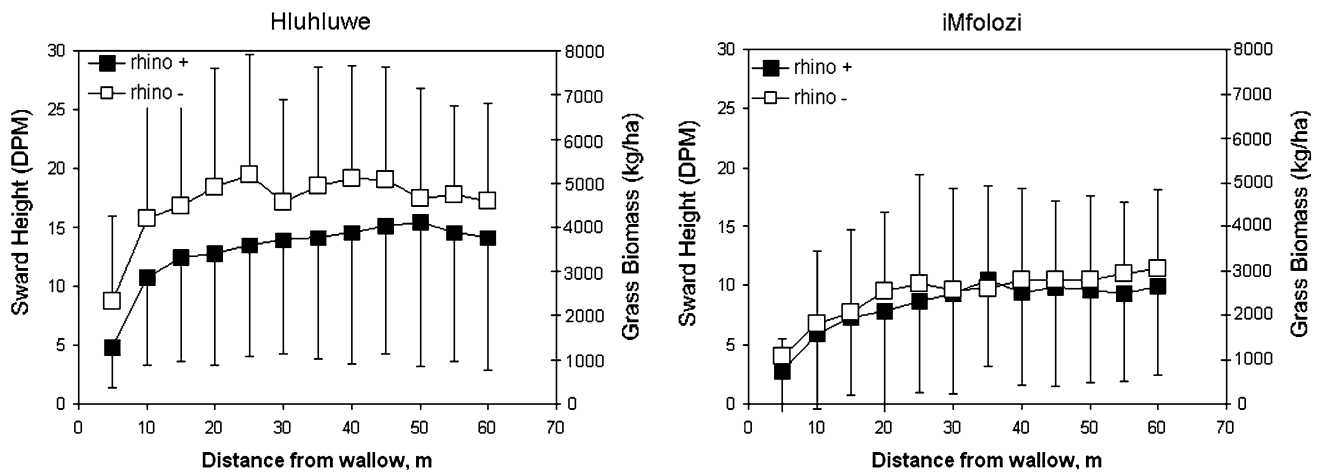 Hluhluwe
rhino +
rhino -
30
25
20
15
10
5
0
Sward Height (DPM)
8000
7000
6000
5000
4000
3000
2000
1000
0
Grass Biomass (kg/ha)
0 10 20 30 40 50 60 70
Distance from wallow, m
iMfolozi
rhino +
rhino -
30
25
20
15
10
5
0
Sward Height (DPM)
8000
7000
6000
5000
4000
3000
2000
1000
0
Grass Biomass (kg/ha)
0 10 20 30 40 50 60 70
Distance from wallow, m